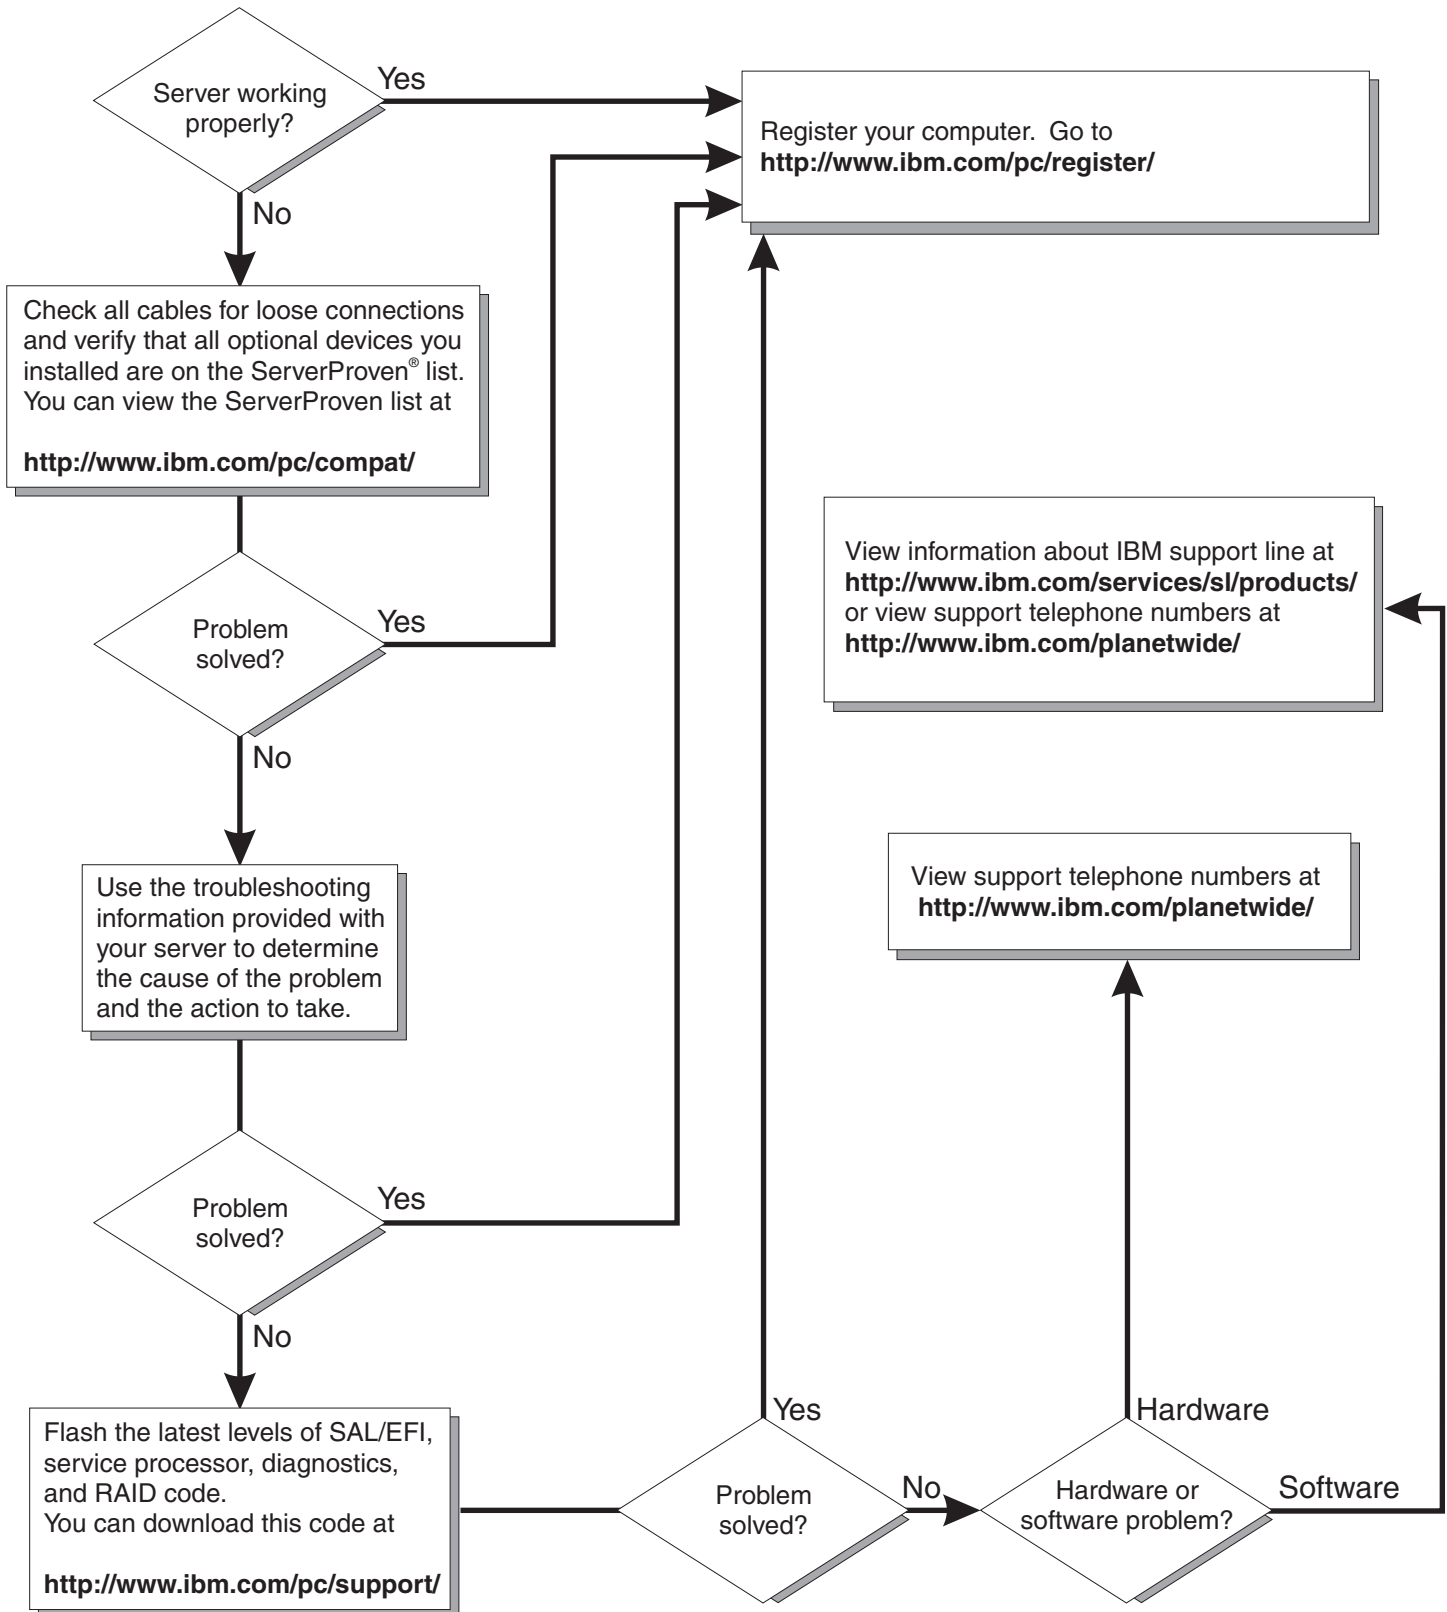 Server working
properly?
Yes
No
Register your computer. Go to
http://www.ibm.com/pc/register/
Check all cables for loose connections
and verify that all optional devices you
installed are on the ServerProven® list.
You can view the ServerProven list at
http://www.ibm.com/pc/compat/
Problem
solved?
Yes
No
View information about IBM support line at
http://www.ibm.com/services/sl/products/
or view support telephone numbers at
http://www.ibm.com/planetwide/
Use the troubleshooting
information provided with
your server to determine
the cause of the problem
and the action to take.
View support telephone numbers at
http://www.ibm.com/planetwide/
Problem
solved?
Yes
No
Flash the latest levels of SAL/EFI,
service processor, diagnostics,
and RAID code.
You can download this code at
http://www.ibm.com/pc/support/
Problem
solved?
Yes
No
Hardware or
software problem?
Hardware
Software